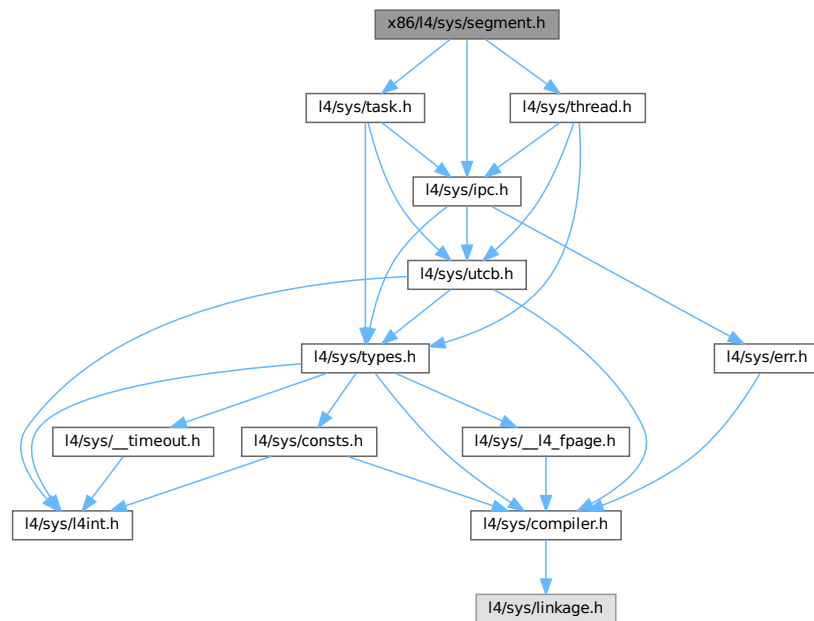 x86/l4/sys/segment.h
l4/sys/task.h
l4/sys/thread.h
l4/sys/ipc.h
l4/sys/utcb.h
l4/sys/types.h
l4/sys/err.h
l4/sys/__timeout.h
l4/sys/consts.h
l4/sys/__l4_fpage.h
l4/sys/l4int.h
l4/sys/compiler.h
l4/sys/linkage.h